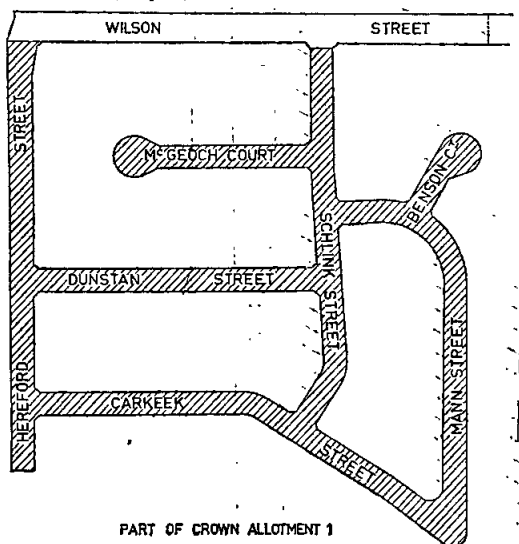 WILSON STREET
STREET
McGEOCH COURT
BENSON CT
SCHLINK STREET
DUNSTAN STREET
MANN STREET
HEREFORD
CARKEEK
STREET
PART OF CROWN ALLOTMENT 1